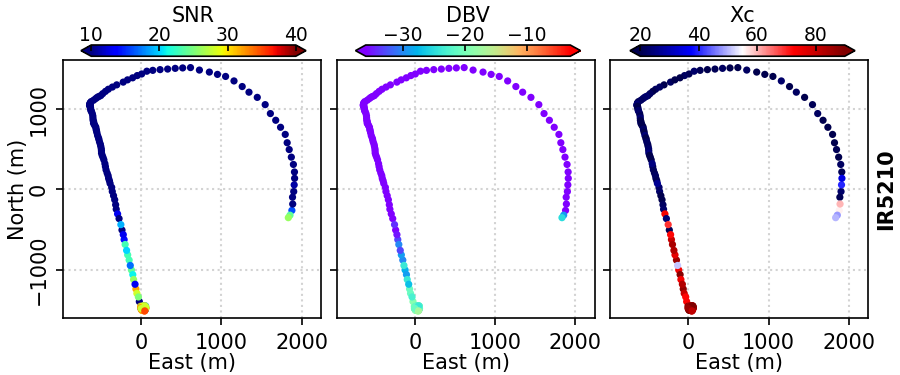 SNR DBV Xc
10 20 30 40 −30 −20 −10 20 40 60 80
1000
0
−1000
North (m)
IR5210
0 1000 2000 0 1000 2000 0 1000 2000
East (m) East (m) East (m)